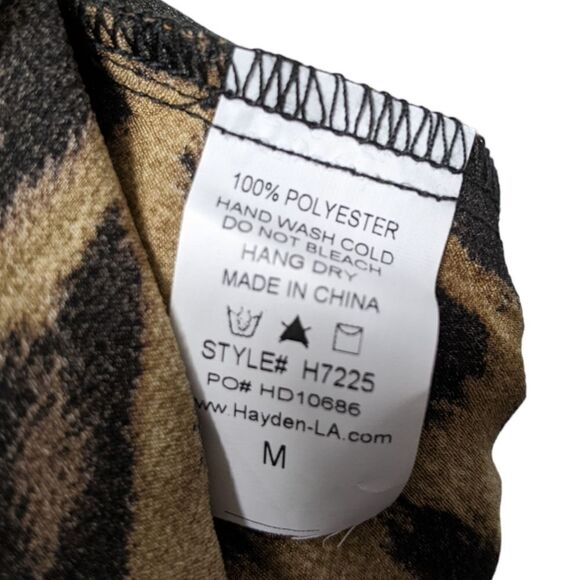 100% POLYESTER
HAND WASH COLD
DO NOT BLEACH
HANG DRY
MADE IN CHINA
STYLE# H7225
PO# HD10686
www.Hayden-LA.com
M